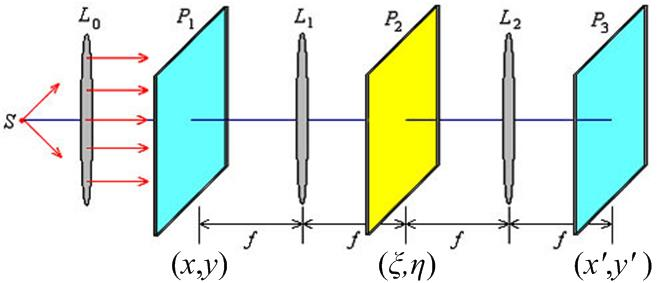 L₀ P₁ L₁ P₂ L₂ P₃
S
f f f f
(x,y) (ξ,η) (x′,y′)